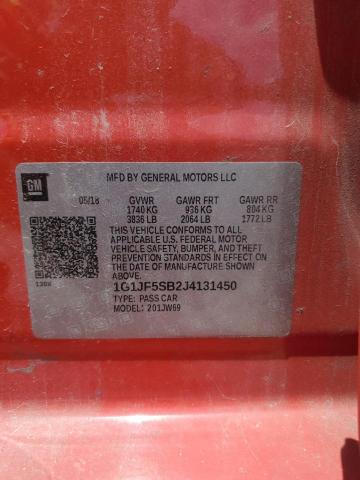 MFD BY GENERAL MOTORS LLC
GM
05/18 GVWR GAWR FRT GAWR RR
1740 KG 936 KG 804 KG
3836 LB 2064 LB 1772 LB
THIS VEHICLE CONFORMS TO ALL
APPLICABLE U.S. FEDERAL MOTOR
VEHICLE SAFETY, BUMPER, AND THEFT
PREVENTION STANDARDS IN EFFECT ON
THE DATE OF MANUFACTURE SHOWN
ABOVE.
1G1JF5SB2J4131450
TYPE: PASS CAR
MODEL: 201JW69